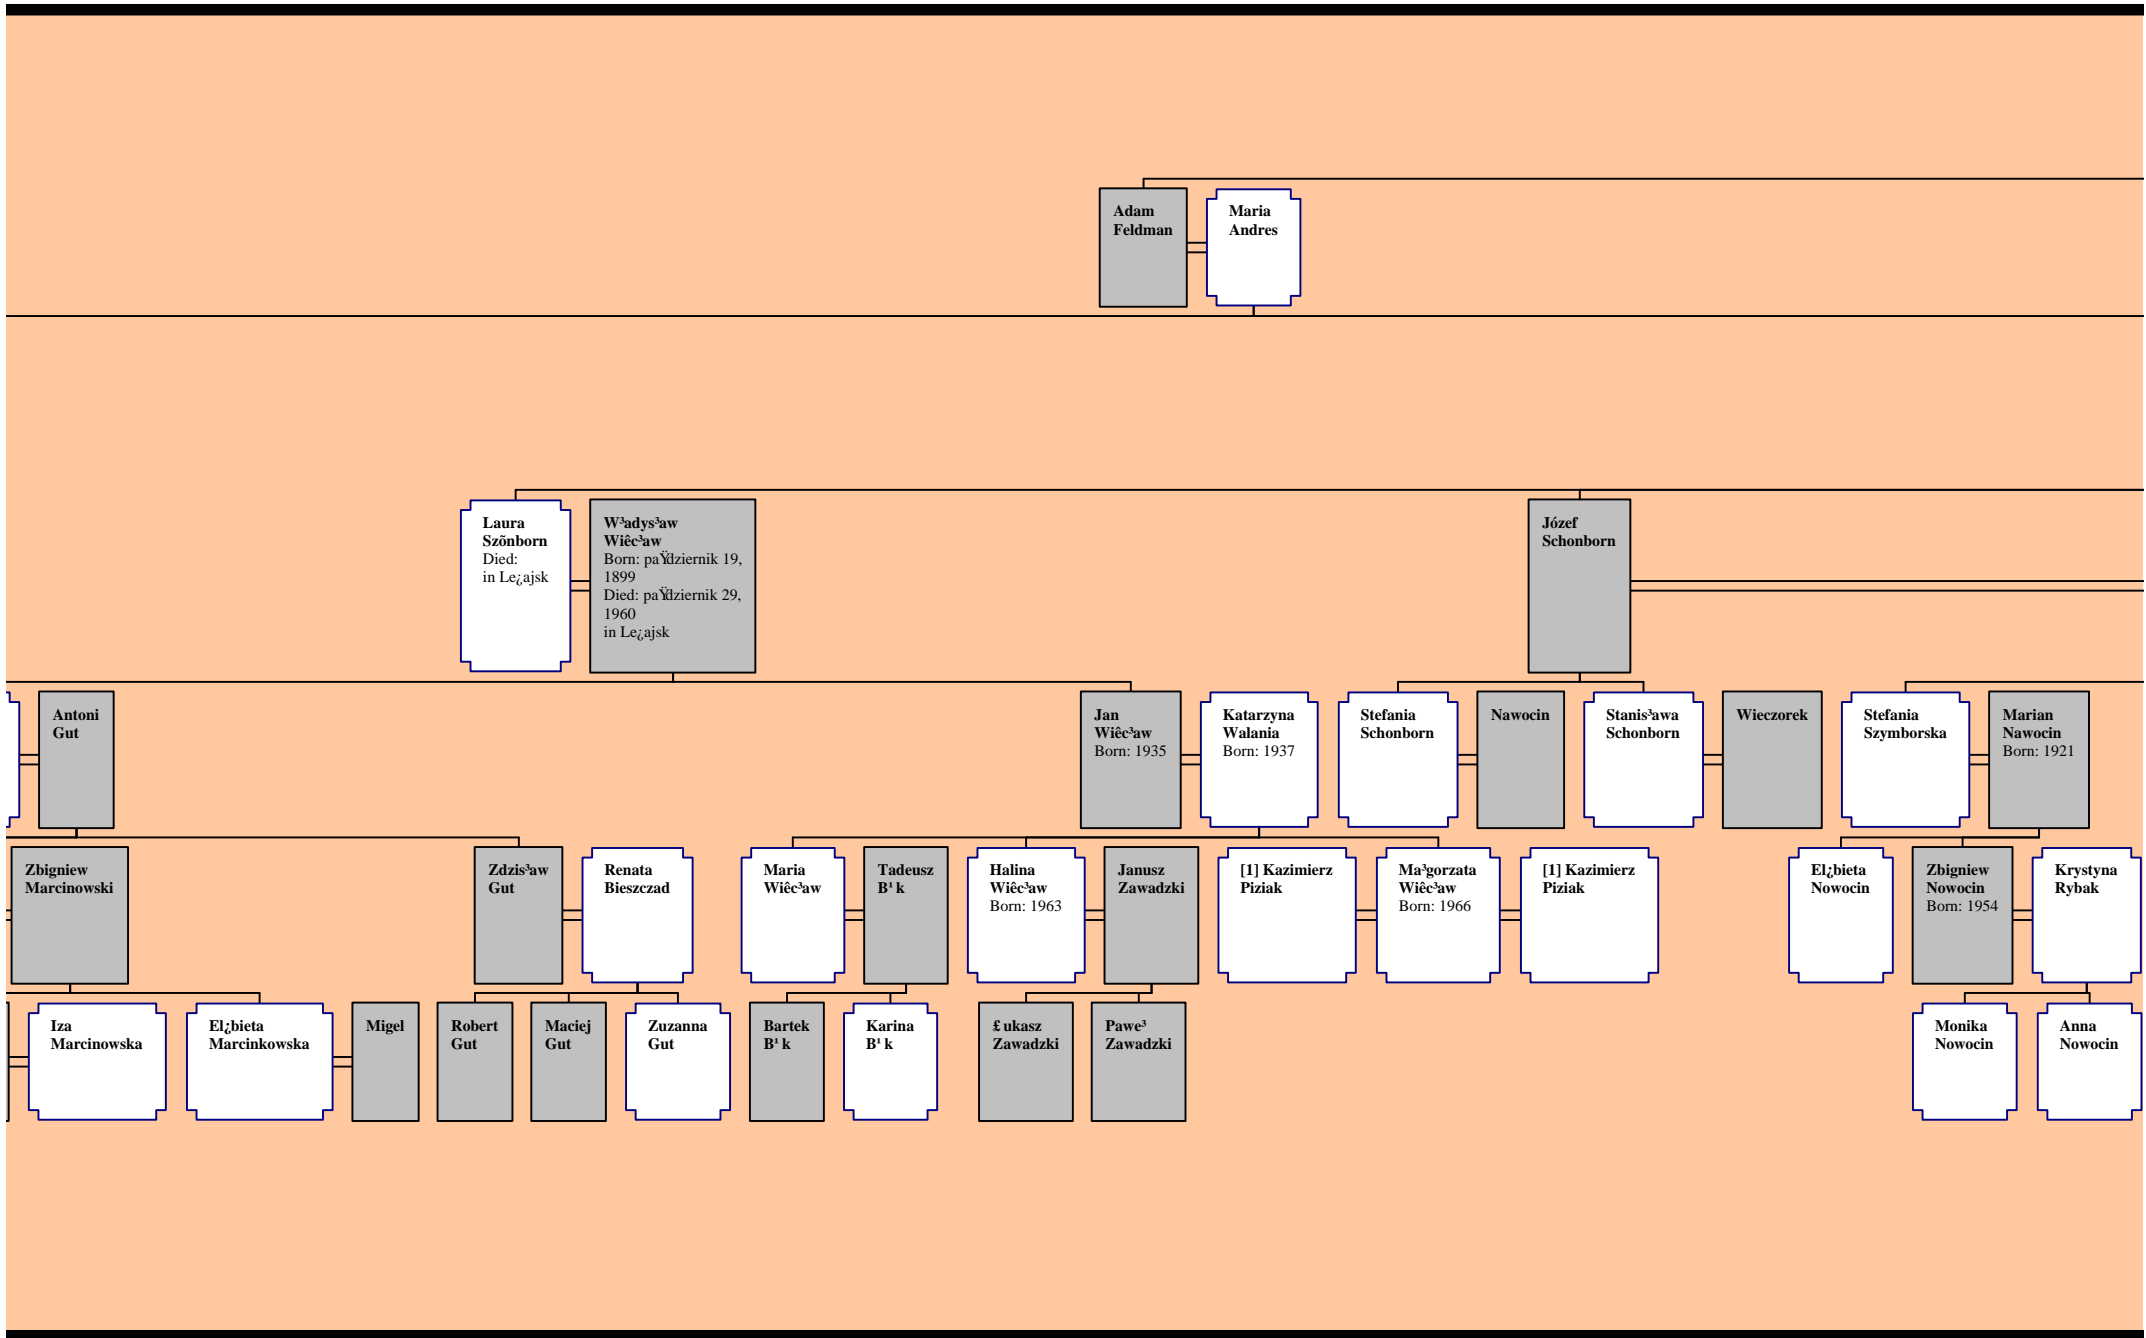 Adam
Feldman
Maria
Andres
Laura
Szõnborn
Died:
in Le¿ajsk
W³adys³aw
Wiêc³aw
Born: paŸdziernik 19,
1899
Died: paŸdziernik 29,
1960
in Le¿ajsk
Józef
Schonborn
Antoni
Gut
Jan
Wiêc³aw
Born: 1935
Katarzyna
Walania
Born: 1937
Stefania
Schonborn
Nawocin
Stanis³awa
Schonborn
Wieczorek
Stefania
Szymborska
Marian
Nawocin
Born: 1921
Zbigniew
Marcinowski
Zdzis³aw
Gut
Renata
Bieszczad
Maria
Wiêc³aw
Tadeusz
B¹k
Halina
Wiêc³aw
Born: 1963
Janusz
Zawadzki
[1] Kazimierz
Piziak
Ma³gorzata
Wiêc³aw
Born: 1966
[1] Kazimierz
Piziak
El¿bieta
Nowocin
Zbigniew
Nowocin
Born: 1954
Krystyna
Rybak
Iza
Marcinowska
El¿bieta
Marcinkowska
Migel
Robert
Gut
Maciej
Gut
Zuzanna
Gut
Bartek
B¹k
Karina
B¹k
£ukasz
Zawadzki
Pawe³
Zawadzki
Monika
Nowocin
Anna
Nowocin